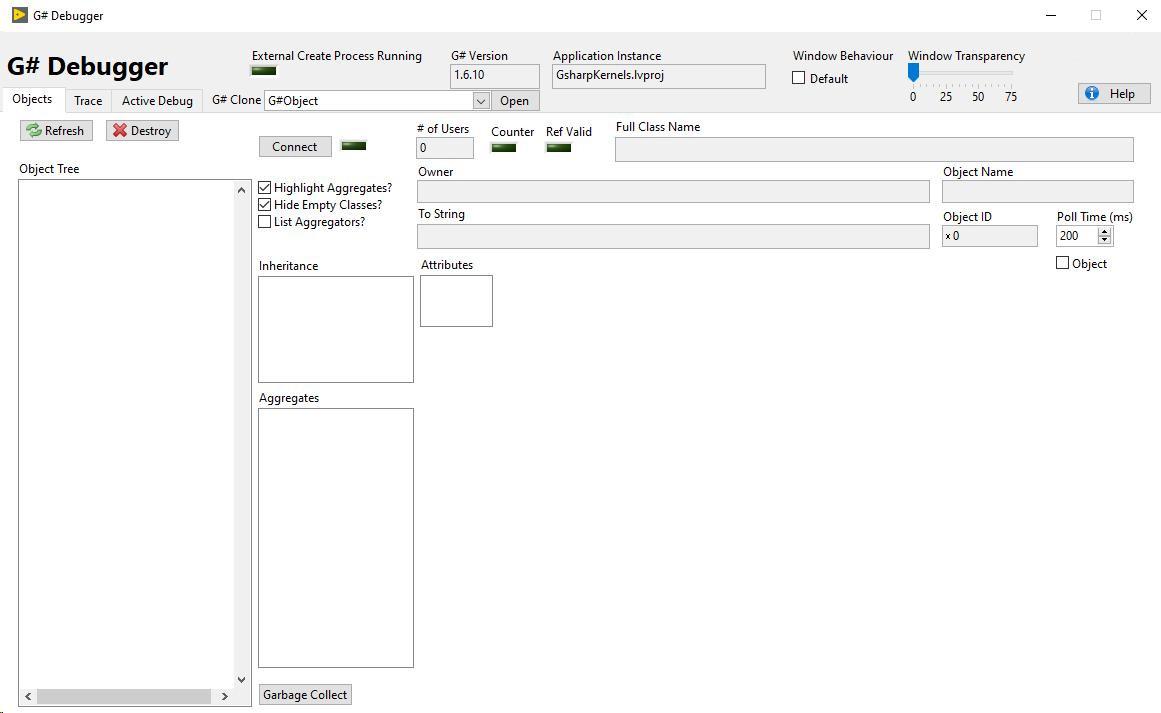 G# Debugger
G# Debugger
External Create Process Running
G# Version
1.6.10
Application Instance
GsharpKernels.lvproj
Window Behaviour
Default
Window Transparency
0 25 50 75
Help
Objects Trace Active Debug
G# Clone G#Object Open
Refresh Destroy
Connect
# of Users
0
Counter
Ref Valid
Full Class Name
Object Tree
Highlight Aggregates?
Hide Empty Classes?
List Aggregators?
Owner
Object Name
To String
Object ID
x 0
Poll Time (ms)
200
Object
Inheritance
Attributes
Aggregates
Garbage Collect